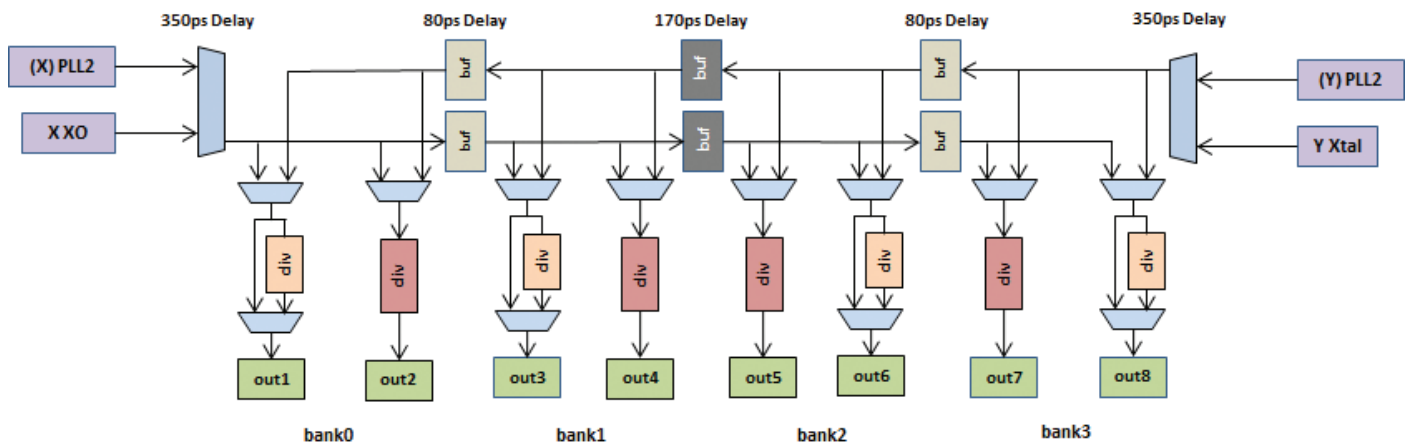 350ps Delay 80ps Delay 170ps Delay 80ps Delay 350ps Delay
(X) PLL2 buf buf buf (Y) PLL2
X XO buf buf buf Y Xtal
div div div div div div div div
out1 out2 out3 out4 out5 out6 out7 out8
bank0 bank1 bank2 bank3